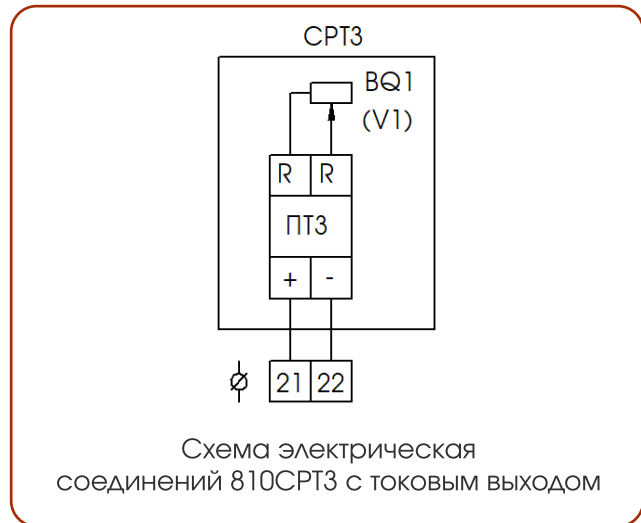 СРТ3
BQ1
(V1)
R R
ПТ3
+ -
21 22
Схема электрическая
соединений 810СРТ3 с токовым выходом